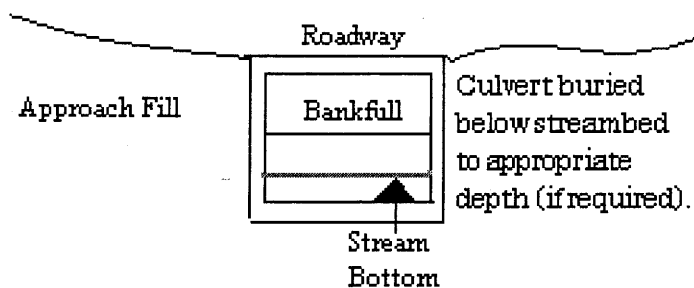 Roadway
Approach Fill
Bankfull
Culvert buried
below streambed
to appropriate
depth (if required).
Stream
Bottom